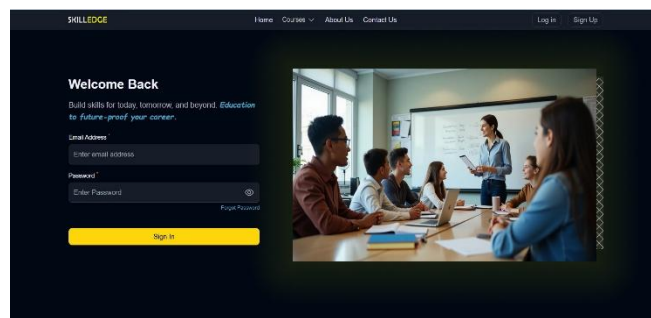 SKILLEDGE
Home Courses About Us Contact Us
Log in Sign Up
Welcome Back
Build skills for today, tomorrow, and beyond. Education
to future-proof your career.
Email Address *
Enter email address
Password *
Enter Password
Forgot Password
Sign In